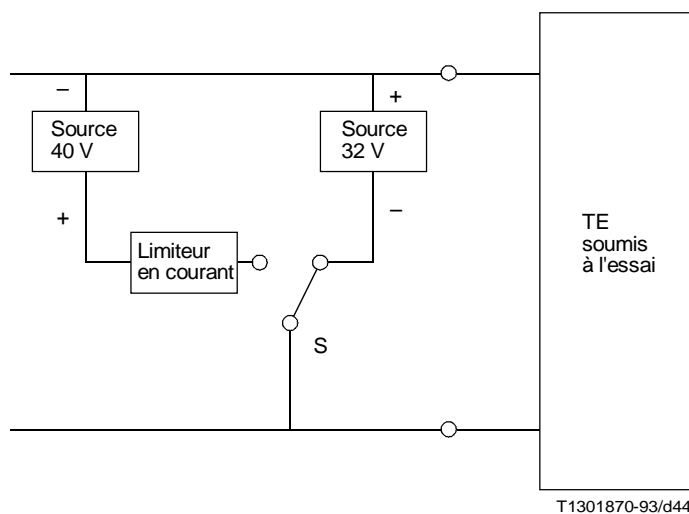 –
+
Source
40 V
Source
32 V
+
–
Limiteur
en courant
TE
soumis
à l'essai
S
T1301870-93/d44